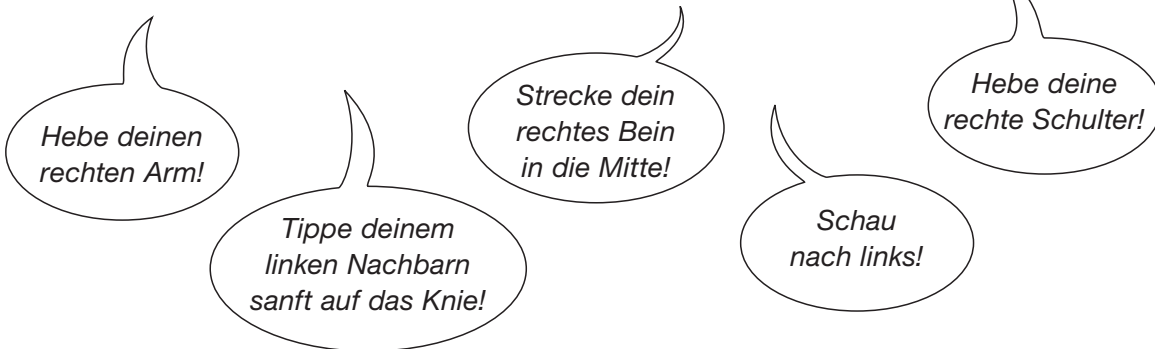 Hebe deinen
rechten Arm!
Tippe deinem
linken Nachbarn
sanft auf das Knie!
Strecke dein
rechtes Bein
in die Mitte!
Schau
nach links!
Hebe deine
rechte Schulter!